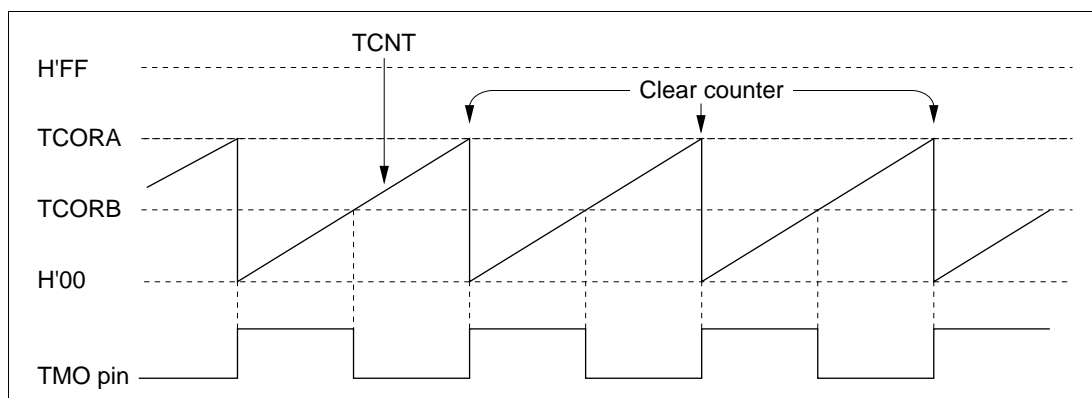 TCNT
H'FF
Clear counter
TCORA
TCORB
H'00
TMO pin